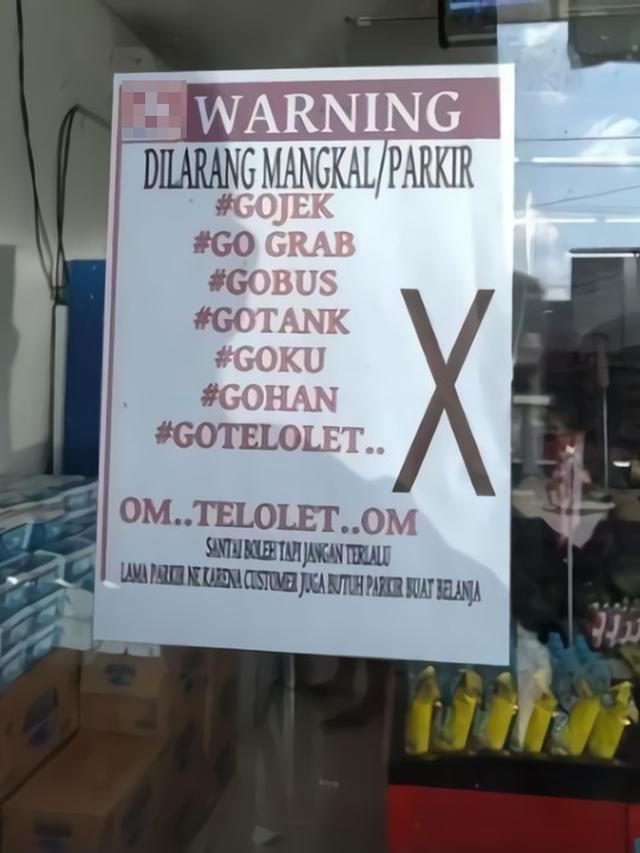 WARNING
DILARANG MANGKAL/PARKIR
#GOJEK
#GO GRAB
#GOBUS
#GOTANK
#GOKU
#GOHAN
#GOTELOLET..
X
OM..TELOLET..OM
SANTAI BOLEH TAPI JANGAN TERLALU
LAMA PARKIR NE KARENA CUSTUMER JUGA BUTUH PARKIR BUAT BELANJA